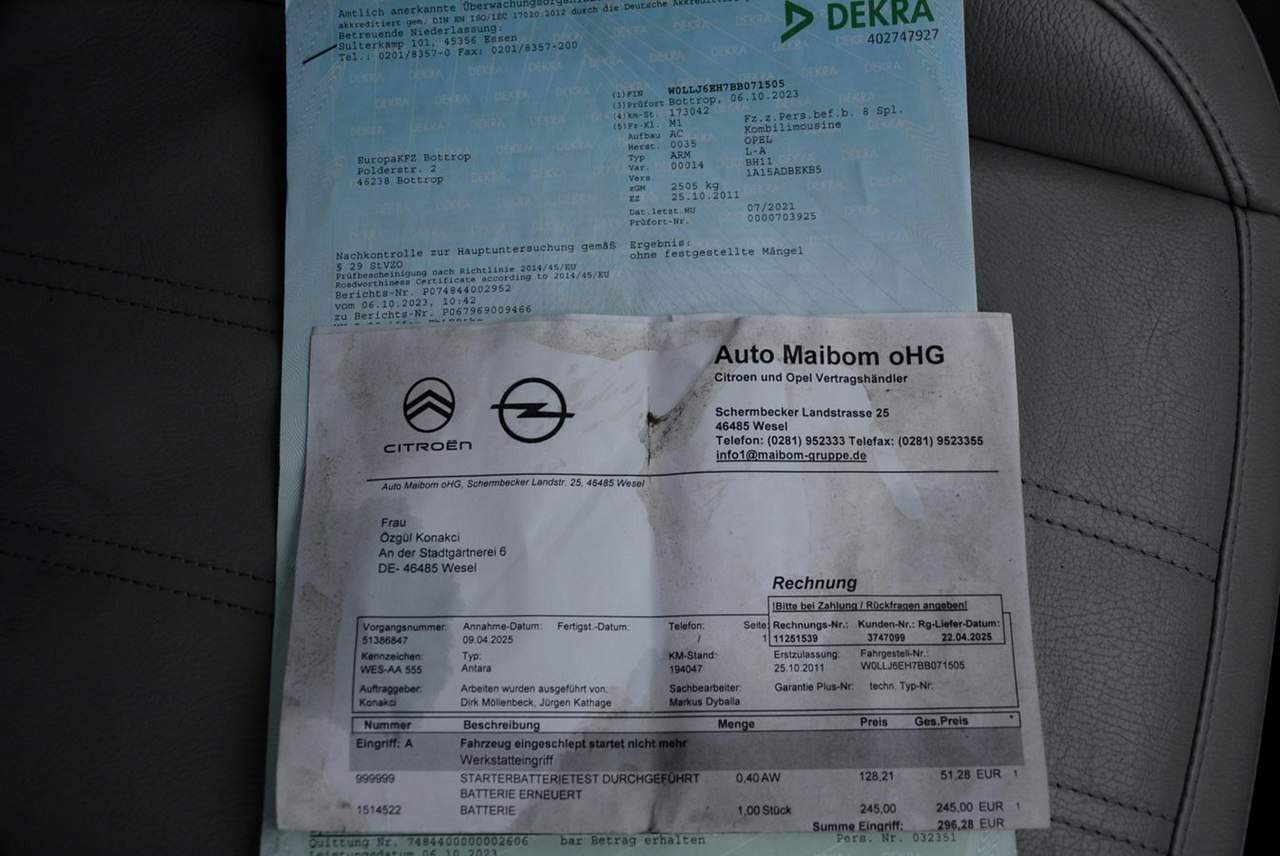 Amtlich anerkannte Überwachungsorganis
akkreditiert gem. DIN EN ISO/IEC 17020:2012 durch die Deutsche
Betreuende Niederlassung:
Sulterkamp 101, 45356 Essen
Tel.: 0201/8357-0 Fax: 0201/8357-200
DEKRA
402747927
(1)FIN W0LLJ6EH7BB071505
(3)Prüfort Bottrop, 06.10.2023
(4)km-St. 173042
(5)Fz-Kl. M1 Fz.z.Pers.bef.b. 8 Spl.
Aufbau AC Kombilimousine
Herst. 0035 OPEL
Typ ARM L-A
Var. 00014 BH11
Vers. 1A15ADBEKB5
zGM 2505 kg
EZ 25.10.2011
Dat.letzt.HU 07/2021
Prüfort-Nr. 0000703925
EuropaKFZ Bottrop
Polderstr. 2
46238 Bottrop
Nachkontrolle zur Hauptuntersuchung gemäß
§ 29 StVZO
Prüfbescheinigung nach Richtlinie 2014/45/EU
Roadworthiness Certificate according to 2014/45/EU
Berichts-Nr. P074844002952
vom 06.10.2023, 10:42
zu Berichts-Nr. P067969009466
Ergebnis:
ohne festgestellte Mängel
CITROËN
Auto Maibom oHG
Citroen und Opel Vertragshändler
Schermbecker Landstrasse 25
46485 Wesel
Telefon: (0281) 952333 Telefax: (0281) 9523355
info1@maibom-gruppe.de
Auto Maibom oHG, Schermbecker Landstr. 25, 46485 Wesel
Frau
Özgül Konakci
An der Stadtgärtnerei 6
DE- 46485 Wesel
Rechnung
!Bitte bei Zahlung / Rückfragen angeben!
Vorgangsnummer: Annahme-Datum: Fertigst.-Datum: Telefon: Seite: Rechnungs-Nr.: Kunden-Nr.: Rg-Liefer-Datum:
51386847 09.04.2025 / 1 11251539 3747099 22.04.2025
Kennzeichen: Typ: KM-Stand: Erstzulassung: Fahrgestell-Nr.:
WES-AA 555 Antara 194047 25.10.2011 W0LLJ6EH7BB071505
Auftraggeber: Arbeiten wurden ausgeführt von: Sachbearbeiter: Garantie Plus-Nr: techn. Typ-Nr:
Konakci Dirk Möllenbeck, Jürgen Kathage Markus Dyballa
Nummer Beschreibung Menge Preis Ges.Preis *
Eingriff: A Fahrzeug eingeschlept startet nicht mehr
Werkstatteingriff
999999 STARTERBATTERIETEST DURCHGEFÜHRT 0,40 AW 128,21 51,28 EUR 1
BATTERIE ERNEUERT
1514522 BATTERIE 1,00 Stück 245,00 245,00 EUR 1
Summe Eingriff: 296,28 EUR
Quittung Nr. 7484400000002606 bar Betrag erhalten Pers. Nr. 032351
Leistungsdatum 06.10.2023